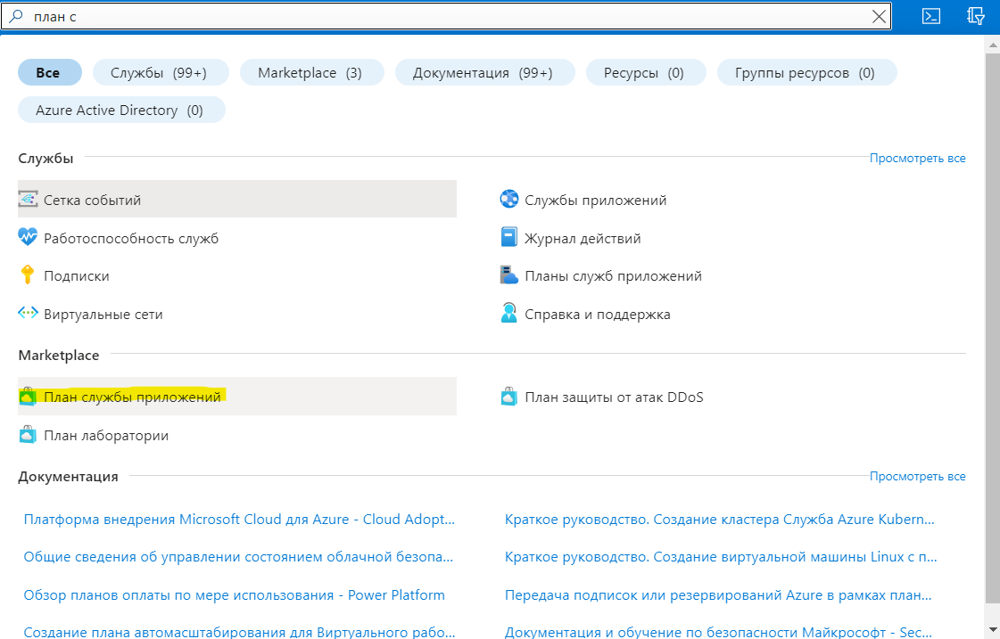 план с
Все
Службы (99+)
Marketplace (3)
Документация (99+)
Ресурсы (0)
Группы ресурсов (0)
Azure Active Directory (0)
Службы
Просмотреть все
Сетка событий
Службы приложений
Работоспособность служб
Журнал действий
Подписки
Планы служб приложений
Виртуальные сети
Справка и поддержка
Marketplace
План службы приложений
План защиты от атак DDoS
План лаборатории
Документация
Просмотреть все
Платформа внедрения Microsoft Cloud для Azure - Cloud Adopt...
Краткое руководство. Создание кластера Служба Azure Kubern...
Общие сведения об управлении состоянием облачной безопа...
Краткое руководство. Создание виртуальной машины Linux с п...
Обзор планов оплаты по мере использования - Power Platform
Передача подписок или резервирований Azure в рамках план...
Создание плана автомасштабирования для Виртуального рабо...
Документация и обучение по безопасности Майкрософт - Sec...